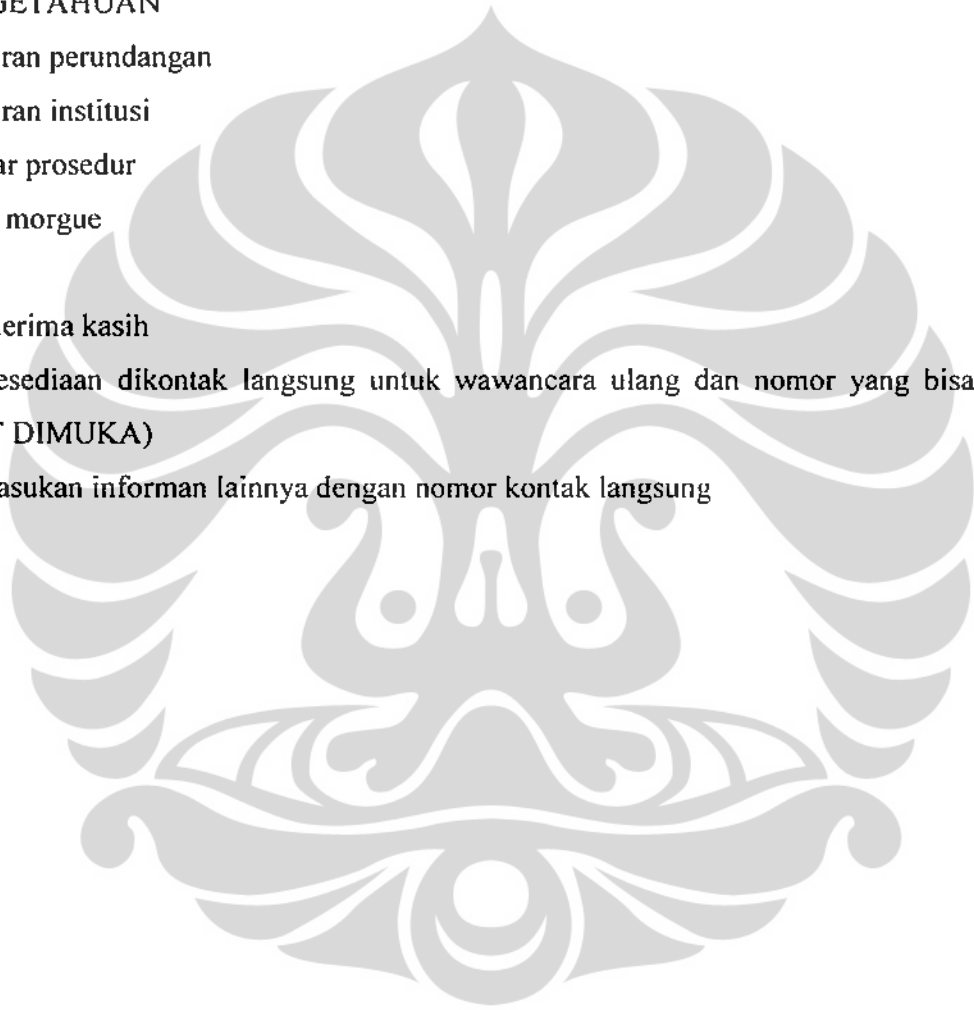 GETAHUAN
ran perundangan
ran institusi
ar prosedur
morgue
erima kasih
esediaan dikontak langsung untuk wawancara ulang dan nomor yang bisa
DIMUKA)
asukan informan lainnya dengan nomor kontak langsung